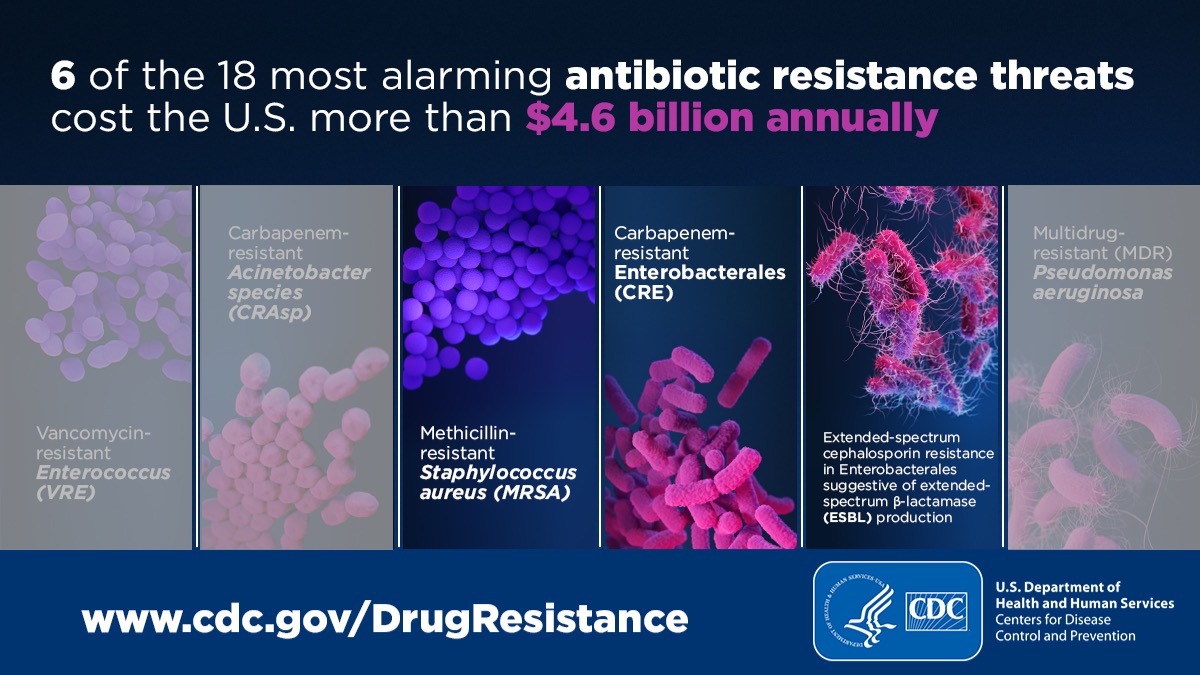 6 of the 18 most alarming antibiotic resistance threats
cost the U.S. more than $4.6 billion annually
Vancomycin-
resistant
Enterococcus
(VRE)
Carbapenem-
resistant
Acinetobacter
species
(CRAsp)
Methicillin-
resistant
Staphylococcus
aureus (MRSA)
Carbapenem-
resistant
Enterobacterales
(CRE)
Extended-spectrum
cephalosporin resistance
in Enterobacterales
suggestive of extended-
spectrum β-lactamase
(ESBL) production
Multidrug-
resistant (MDR)
Pseudomonas
aeruginosa
www.cdc.gov/DrugResistance
DEPARTMENT OF HEALTH & HUMAN SERVICES·USA
CDC
U.S. Department of
Health and Human Services
Centers for Disease
Control and Prevention